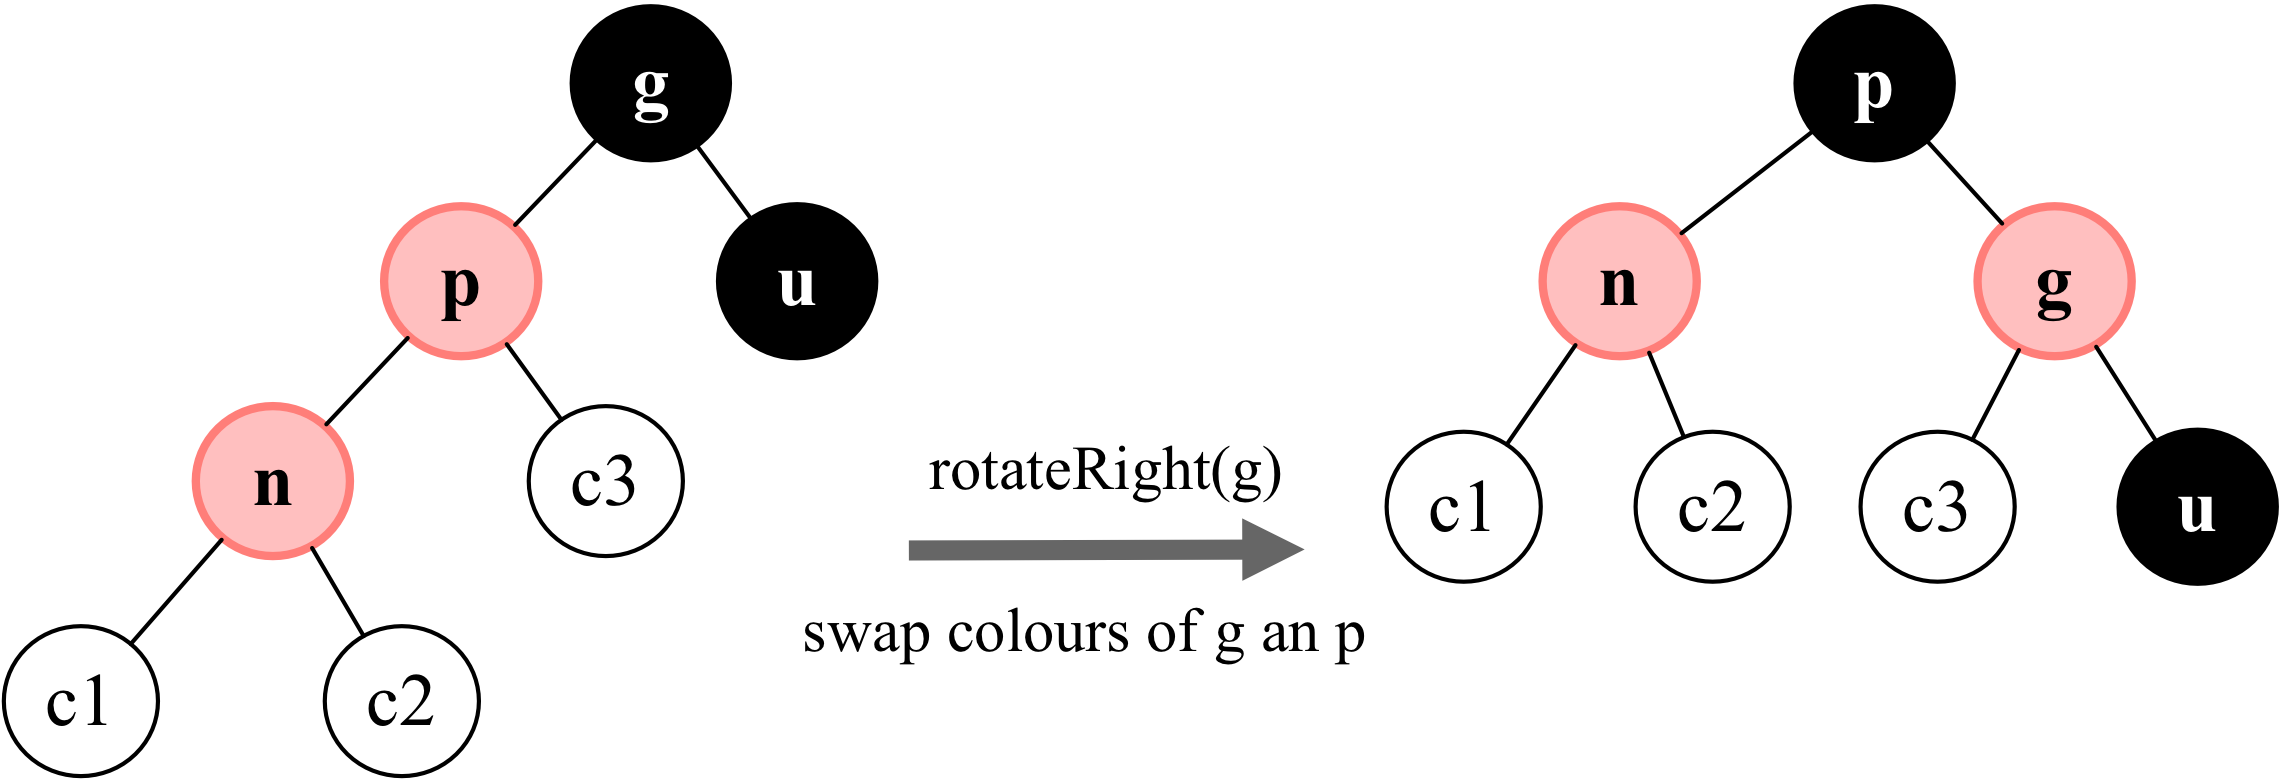 g
p
u
n
c3
c1
c2
rotateRight(g)
swap colours of g an p
p
n
g
c1
c2
c3
u